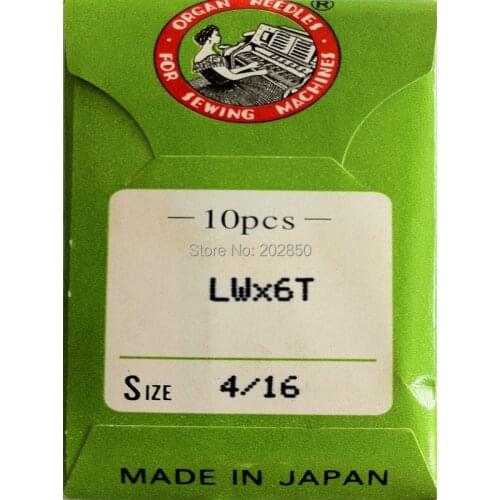 ORGAN NEEDLES
®
FOR SEWING MACHINES
—10pcs—
Store No: 202850
LWx6T
SIZE 4/16
MADE IN JAPAN